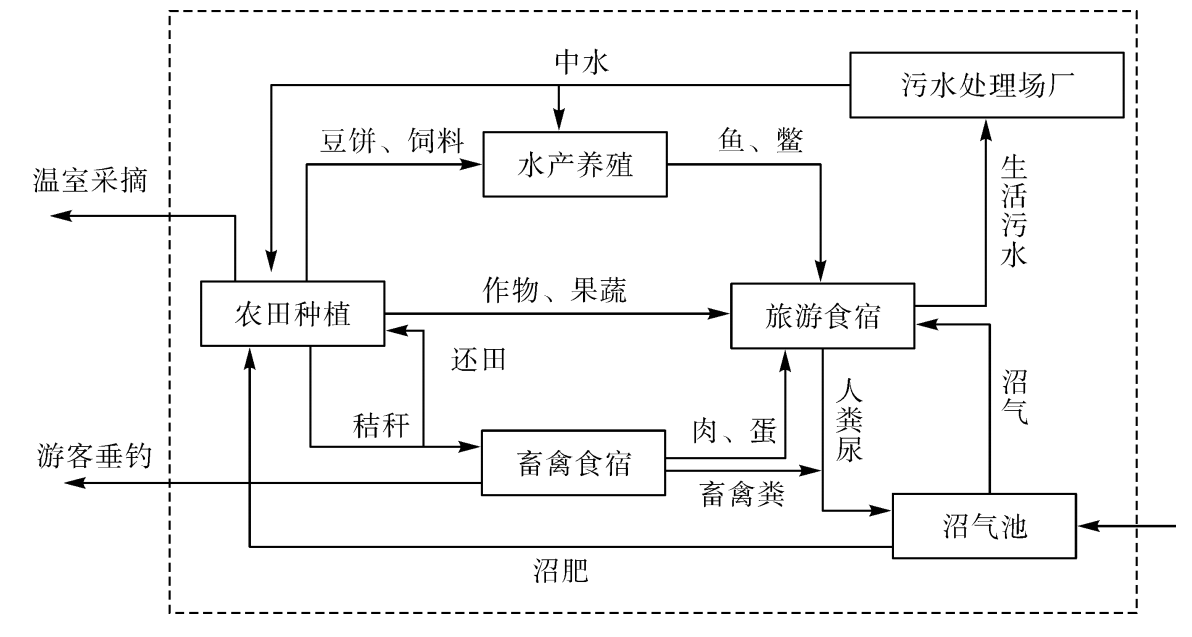 中水
污水处理场厂
豆饼、饲料
水产养殖
鱼、鳖
温室采摘
生活污水
农田种植
作物、果蔬
旅游食宿
还田
秸秆
人粪尿
沼气
肉、蛋
游客垂钓
畜禽食宿
畜禽粪
沼气池
沼肥